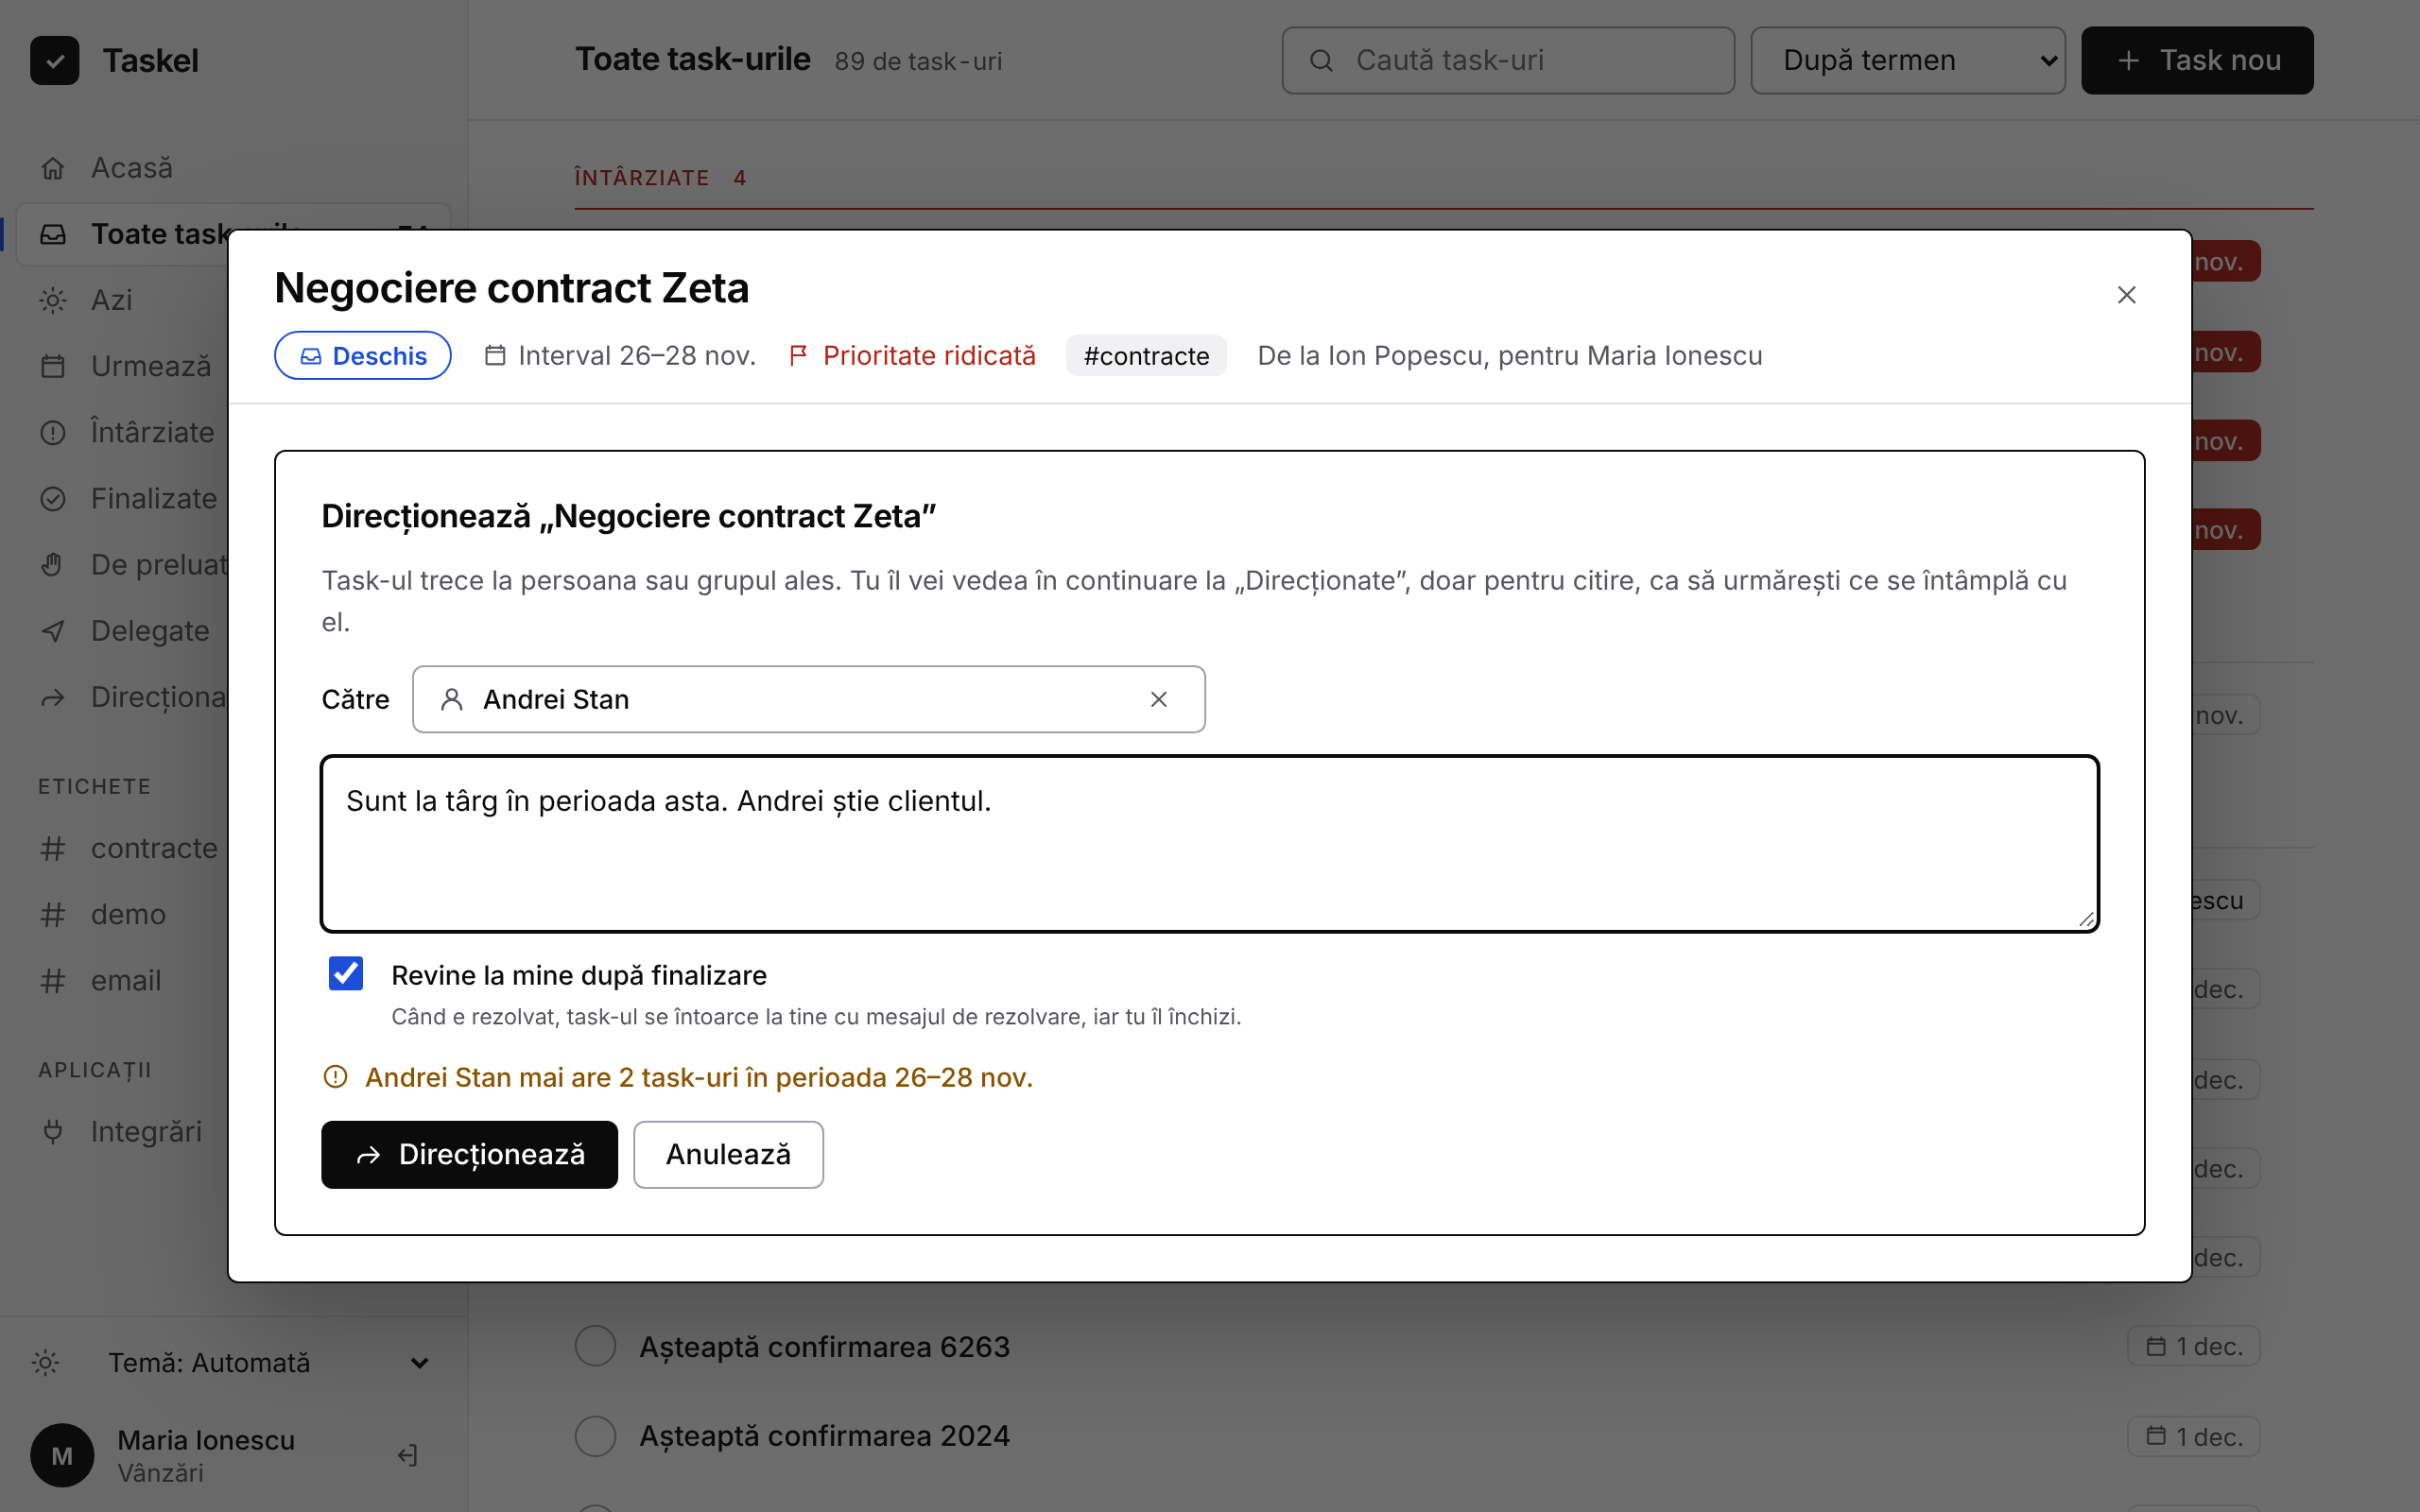 Taskel
Acasă
Toate task-urile
Azi
Urmează
Întârziate
Finalizate
De preluat
Delegate
Direcționa
ETICHETE
contracte
demo
email
APLICAȚII
Integrări
Temă: Automată
M
Maria Ionescu
Vânzări
Toate task-urile 89 de task-uri
Caută task-uri
După termen
Task nou
ÎNTÂRZIATE 4
nov.
nov.
nov.
nov.
nov.
escu
dec.
dec.
dec.
dec.
Negociere contract Zeta
Deschis Interval 26–28 nov. Prioritate ridicată #contracte De la Ion Popescu, pentru Maria Ionescu
Direcționează „Negociere contract Zeta”
Task-ul trece la persoana sau grupul ales. Tu îl vei vedea în continuare la „Direcționate”, doar pentru citire, ca să urmărești ce se întâmplă cu
el.
Către Andrei Stan
Sunt la târg în perioada asta. Andrei știe clientul.
Revine la mine după finalizare
Când e rezolvat, task-ul se întoarce la tine cu mesajul de rezolvare, iar tu îl închizi.
Andrei Stan mai are 2 task-uri în perioada 26–28 nov.
Direcționează Anulează
Așteaptă confirmarea 6263 1 dec.
Așteaptă confirmarea 2024 1 dec.